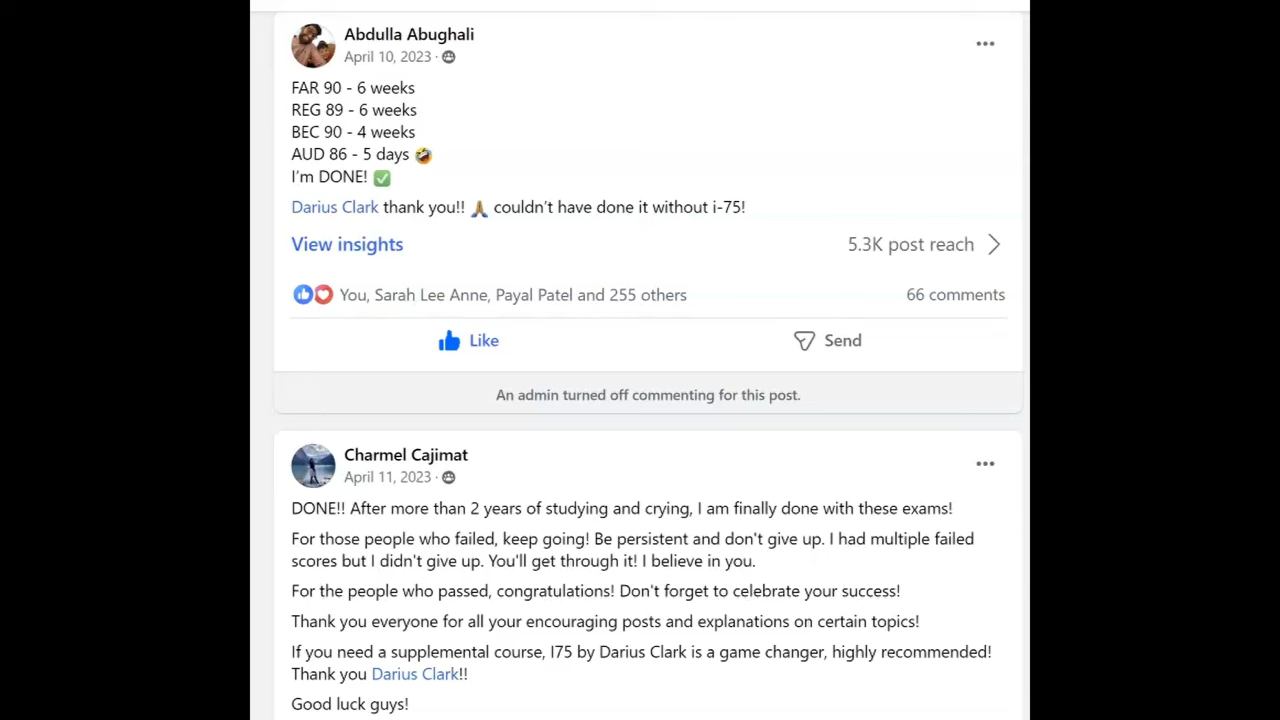 Abdulla Abughali
April 10, 2023 ·
FAR 90 - 6 weeks
REG 89 - 6 weeks
BEC 90 - 4 weeks
AUD 86 - 5 days 🤣
I'm DONE! ✅
Darius Clark thank you!! 🙏🏽 couldn't have done it without i-75!
View insights
5.3K post reach
You, Sarah Lee Anne, Payal Patel and 255 others
66 comments
Like
Send
An admin turned off commenting for this post.
Charmel Cajimat
April 11, 2023 ·
DONE!! After more than 2 years of studying and crying, I am finally done with these exams!
For those people who failed, keep going! Be persistent and don't give up. I had multiple failed
scores but I didn't give up. You'll get through it! I believe in you.
For the people who passed, congratulations! Don't forget to celebrate your success!
Thank you everyone for all your encouraging posts and explanations on certain topics!
If you need a supplemental course, I75 by Darius Clark is a game changer, highly recommended!
Thank you Darius Clark!!
Good luck guys!